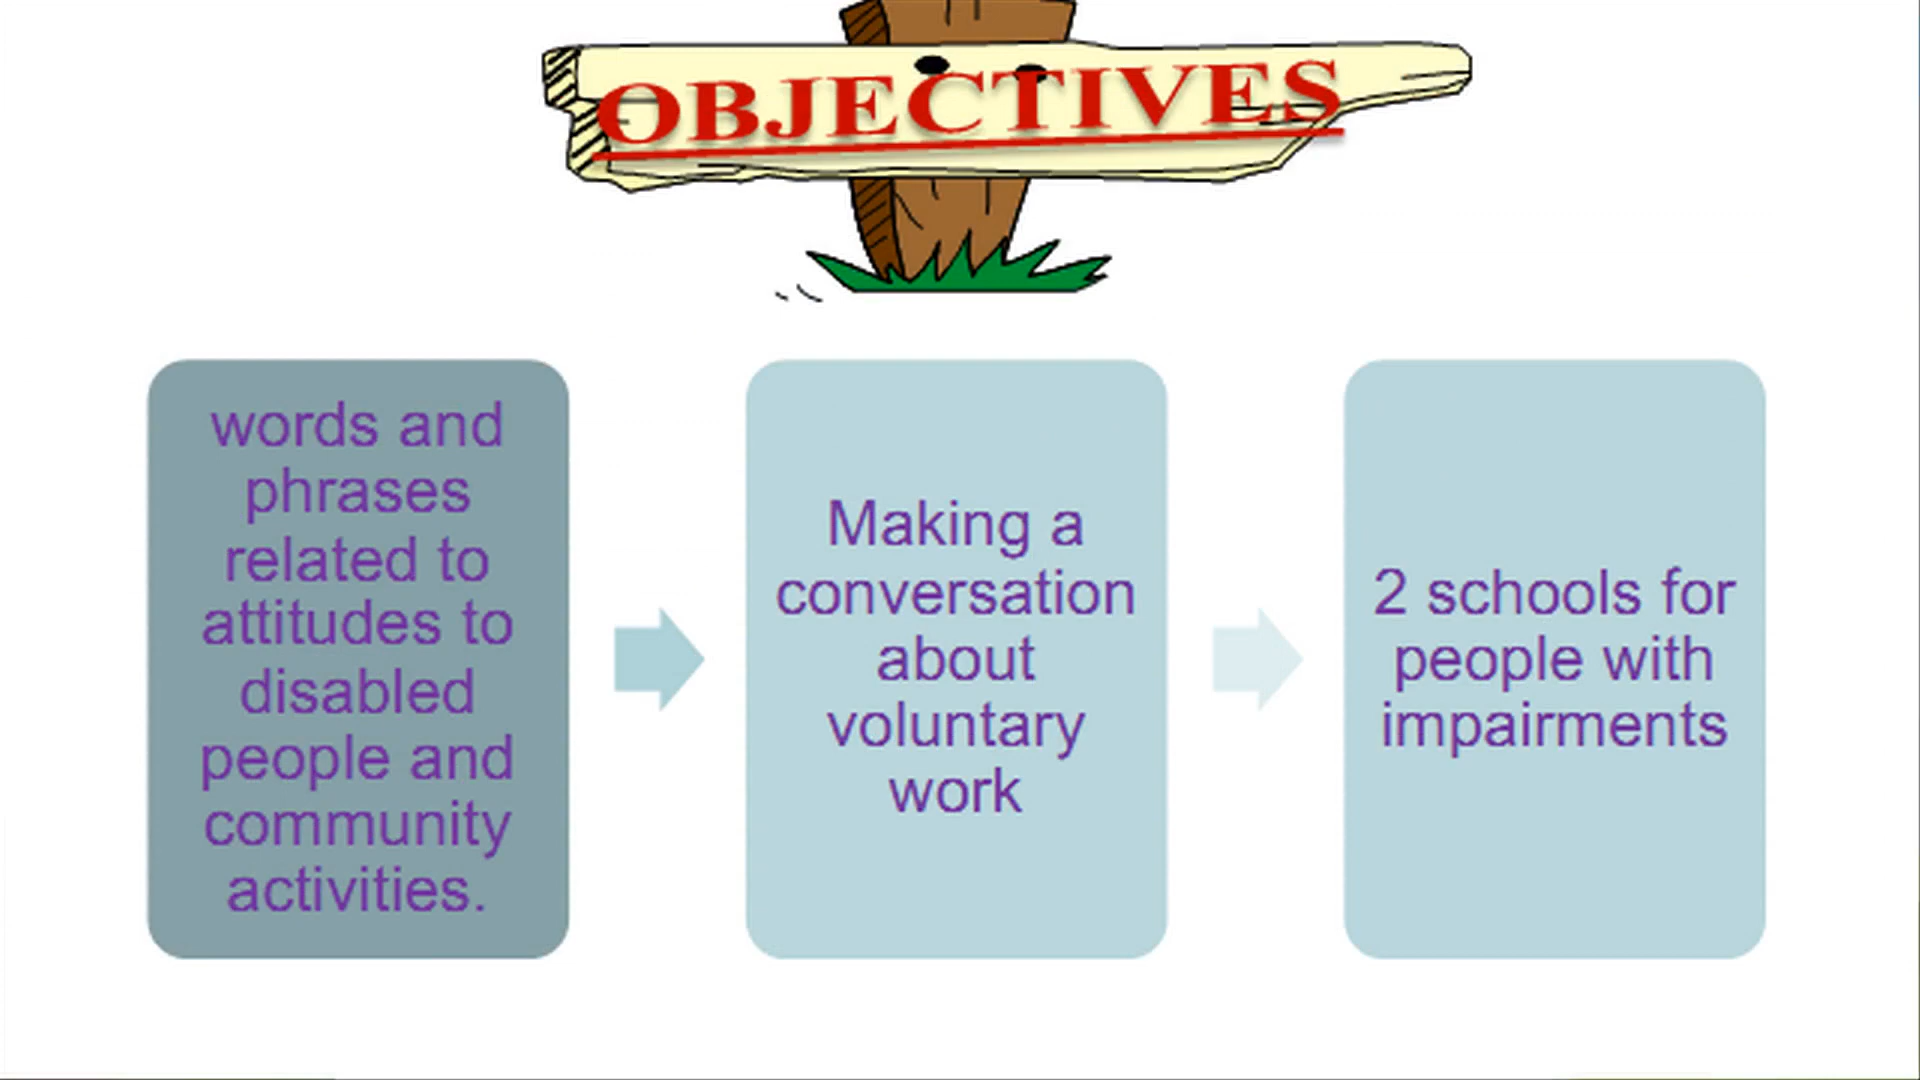 OBJECTIVES
words and
phrases
related to
attitudes to
disabled
people and
community
activities.
Making a
conversation
about
voluntary
work
2 schools for
people with
impairments